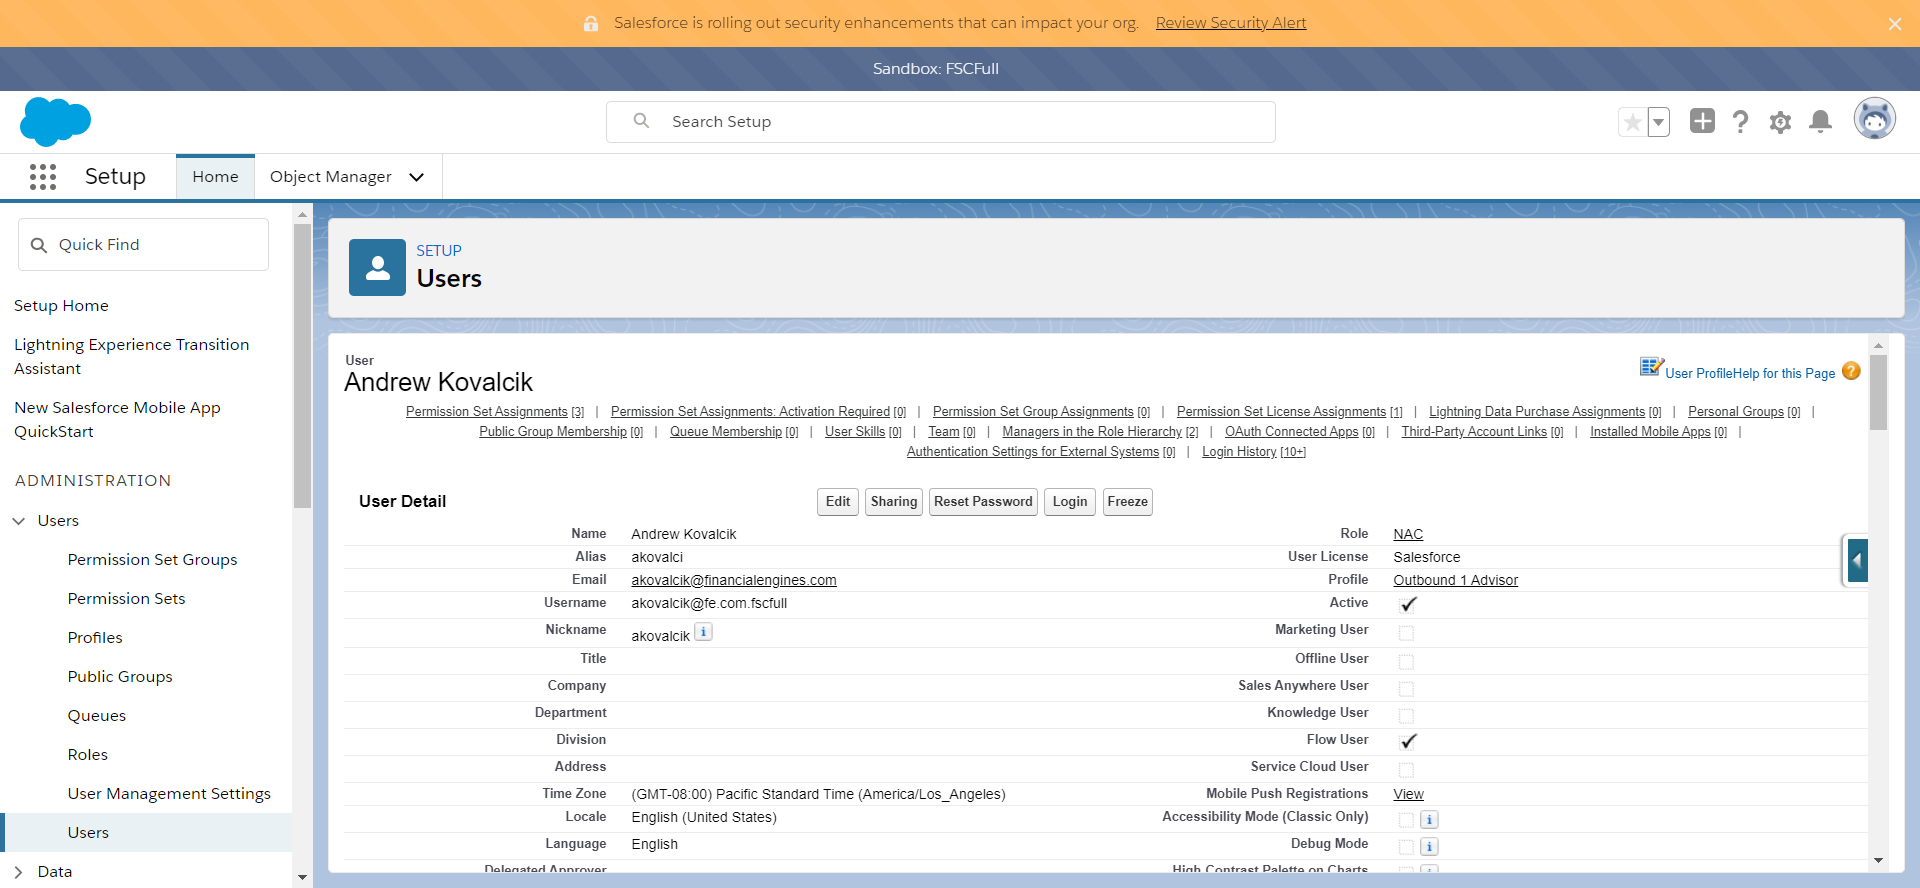 Salesforce is rolling out security enhancements that can impact your org. Review Security Alert
Sandbox: FSCFull
Search Setup
Setup Home Object Manager
Quick Find
Setup Home
Lightning Experience Transition
Assistant
New Salesforce Mobile App
QuickStart
ADMINISTRATION
Users
Permission Set Groups
Permission Sets
Profiles
Public Groups
Queues
Roles
User Management Settings
Users
Data
SETUP
Users
User
Andrew Kovalcik
User Profile Help for this Page
Permission Set Assignments [3] | Permission Set Assignments: Activation Required [0] | Permission Set Group Assignments [0] | Permission Set License Assignments [1] | Lightning Data Purchase Assignments [0] | Personal Groups [0] |
Public Group Membership [0] | Queue Membership [0] | User Skills [0] | Team [0] | Managers in the Role Hierarchy [2] | OAuth Connected Apps [0] | Third-Party Account Links [0] | Installed Mobile Apps [0] |
Authentication Settings for External Systems [0] | Login History [10+]
User Detail Edit Sharing Reset Password Login Freeze
Name Andrew Kovalcik Role NAC
Alias akovalci User License Salesforce
Email akovalcik@financialengines.com Profile Outbound 1 Advisor
Username akovalcik@fe.com.fscfull Active
Nickname akovalcik i Marketing User
Title Offline User
Company Sales Anywhere User
Department Knowledge User
Division Flow User
Address Service Cloud User
Time Zone (GMT-08:00) Pacific Standard Time (America/Los_Angeles) Mobile Push Registrations View
Locale English (United States) Accessibility Mode (Classic Only) i
Language English Debug Mode i
Delegated Approver High Contrast Palette on Charts